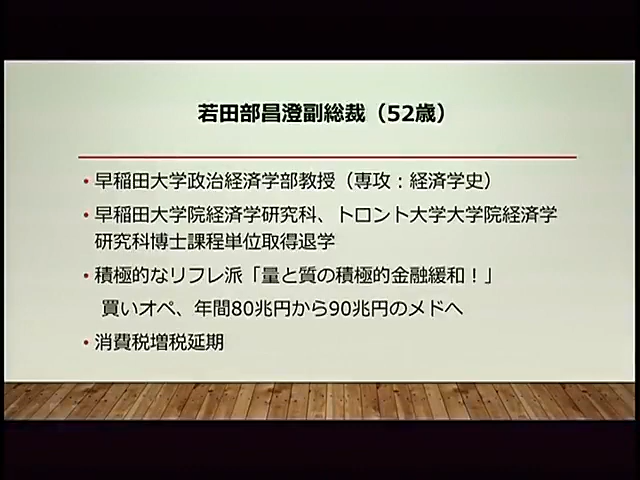 若田部昌澄副総裁（52歳）
・早稲田大学政治経済学部教授（専攻：経済学史）
・早稲田大学院経済学研究科、トロント大学大学院経済学
研究科博士課程単位取得退学
・積極的なリフレ派「量と質の積極的金融緩和！」
買いオペ、年間80兆円から90兆円のメドへ
・消費税増税延期